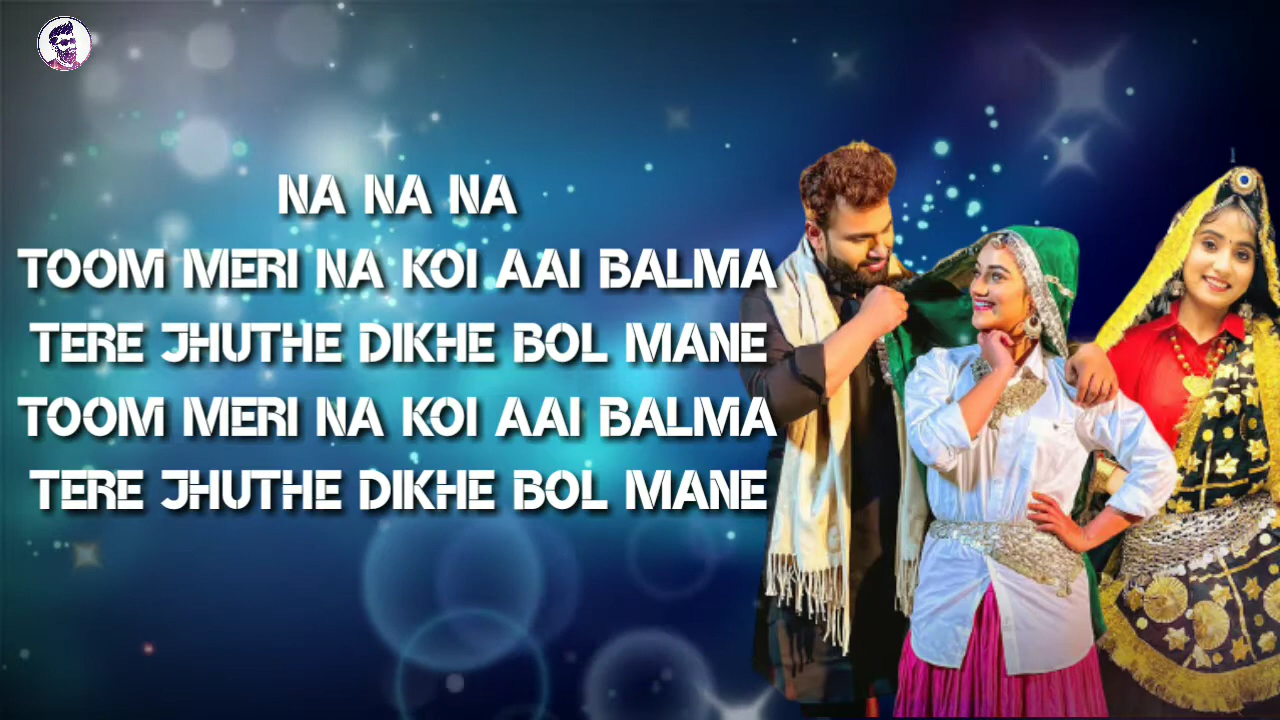 NA NA NA
TOOM MERI NA KOI AAI BALMA
TERE JHUTHE DIKHE BOL MANE
TOOM MERI NA KOI AAI BALMA
TERE JHUTHE DIKHE BOL MANE